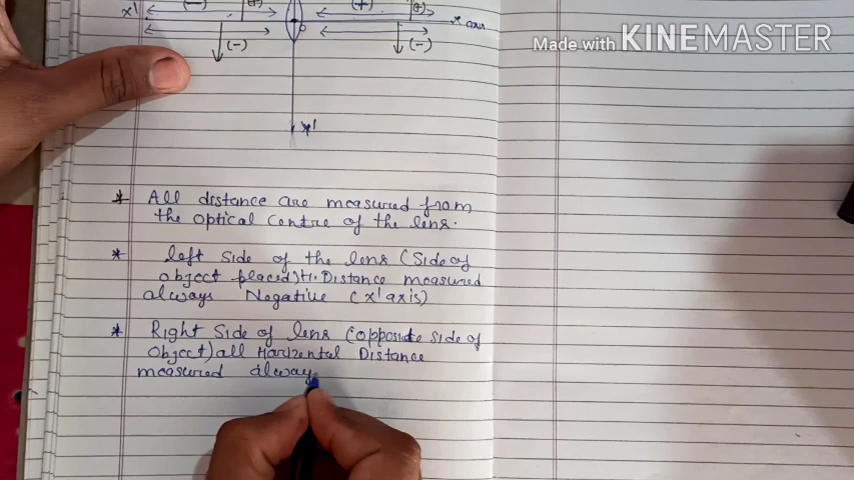 Made with KINEMASTER
x' (-) (+) (+) (+)
(-) (-)
All distance are measured from
the optical centre of the lens.
left side of the lens (side of
object placed) H. Distance measured
always Negative (x' axis)
Right side of lens (opposite side of
object) all Harizental Distance
measured always